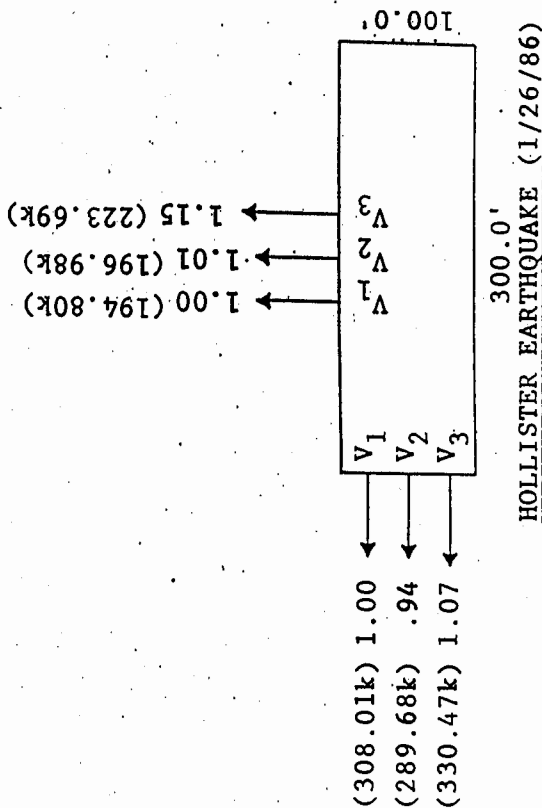 1.15 (223.69k)
1.01 (196.98k)
1.00 (194.80k)
V3
V2
V1
100.0'
V1
V2
V3
(308.01k) 1.00
(289.68k) .94
(330.47k) 1.07
300.0'
HOLLISTER EARTHQUAKE (1/26/86)